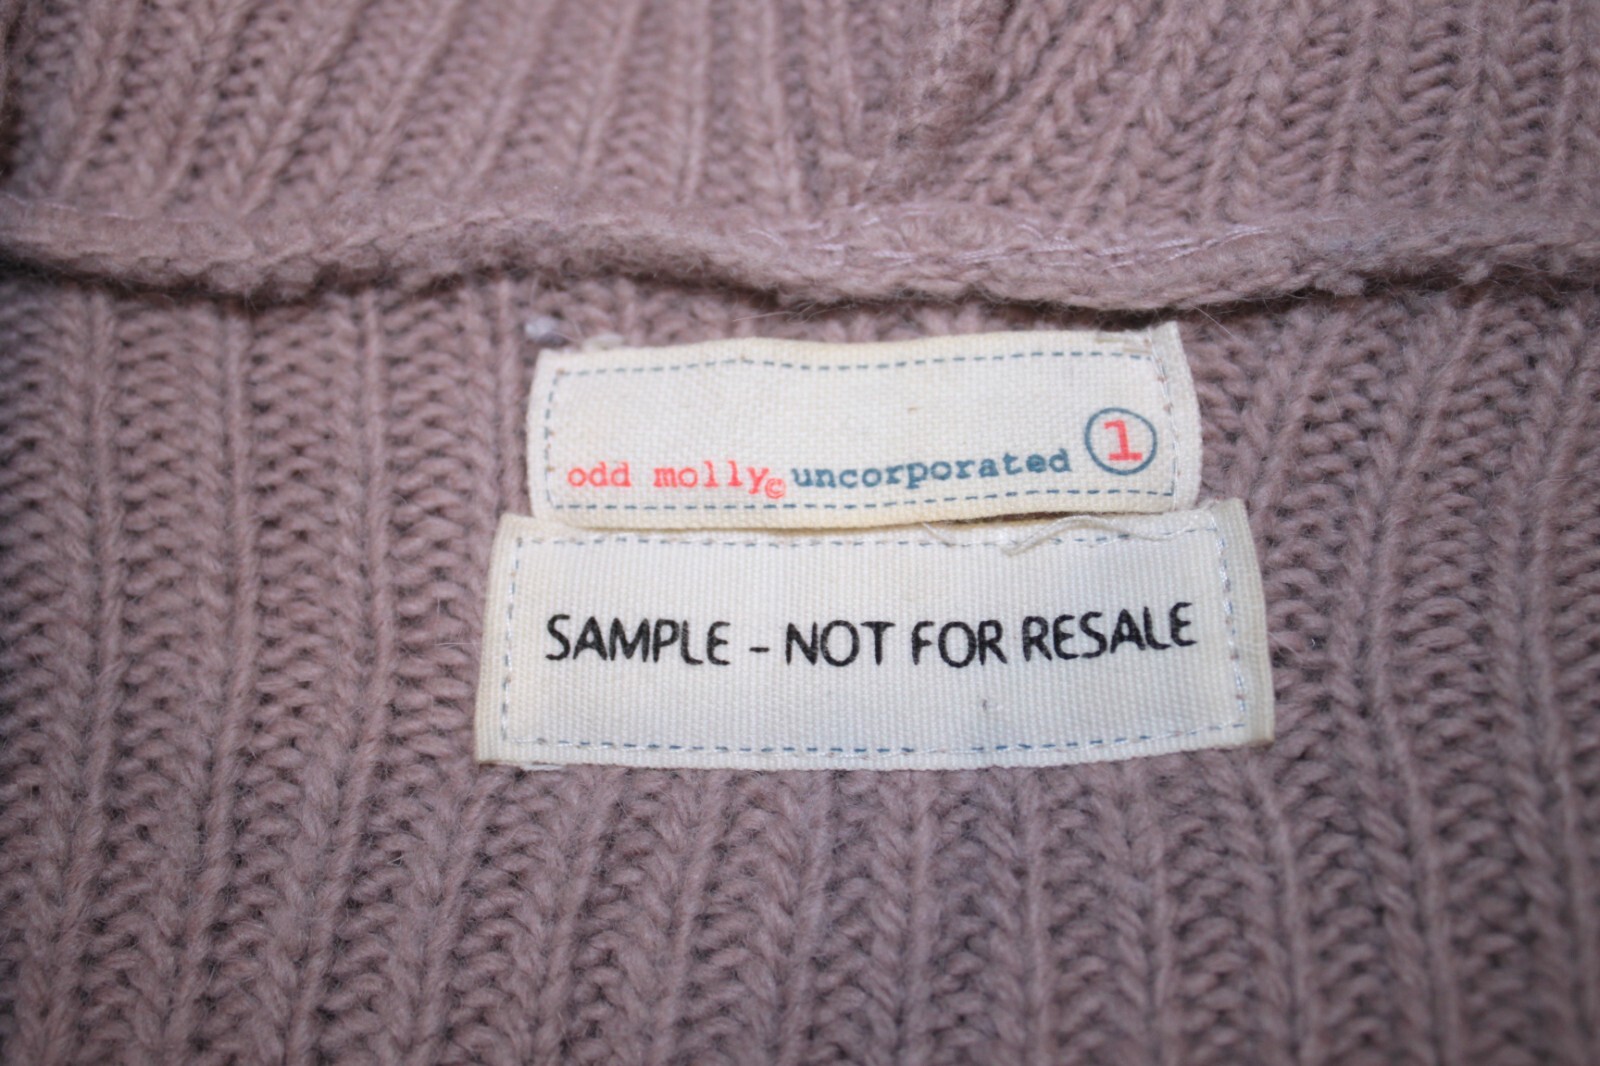 odd molly© uncorporated 1
SAMPLE - NOT FOR RESALE